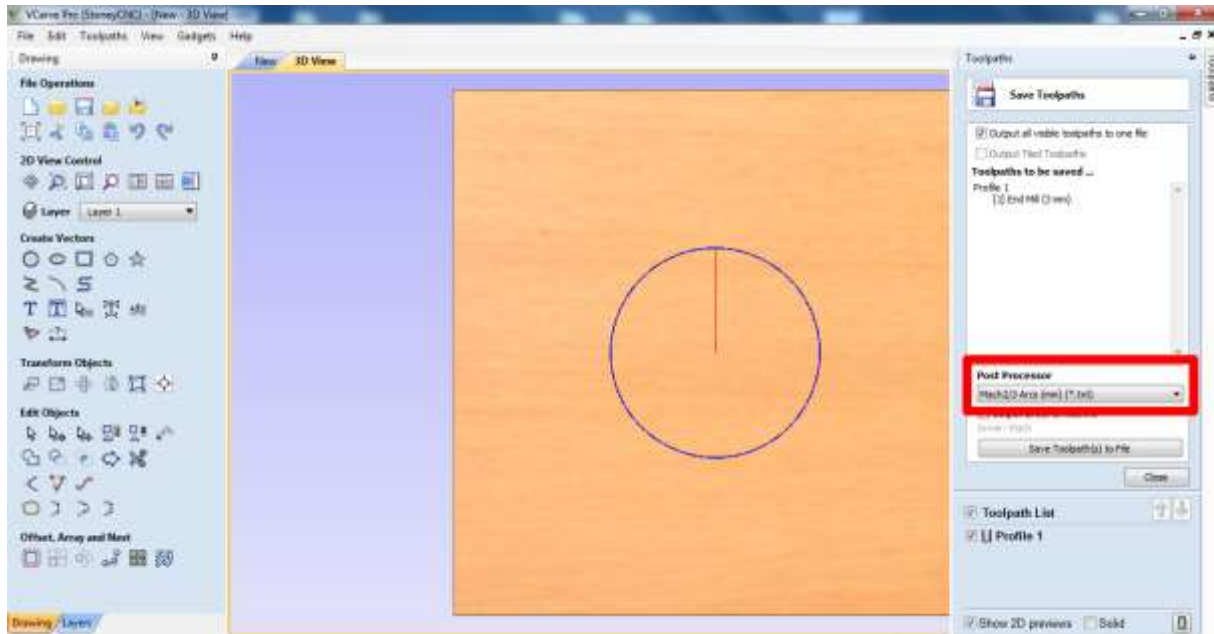 VCarve Pro (StoneyCNC) - [New - 3D View]
File Edit Toolpaths View Gadgets Help
Drawing
New 3D View
Toolpaths
File Operations
Save Toolpaths
Output all visible toolpaths to one file
Output Tiled Toolpaths
2D View Control
Toolpaths to be saved ...
Profile 1
[1] End Mill (3 mm)
Layer Layer 1
Create Vectors
Transform Objects
Post Processor
Mach2/3 Arcs (mm) (*.txt)
Edit Objects
Save Toolpath(s) to File
Close
Toolpath List
Profile 1
Offset, Array and Nest
Drawing Layers
Show 2D previews Solid